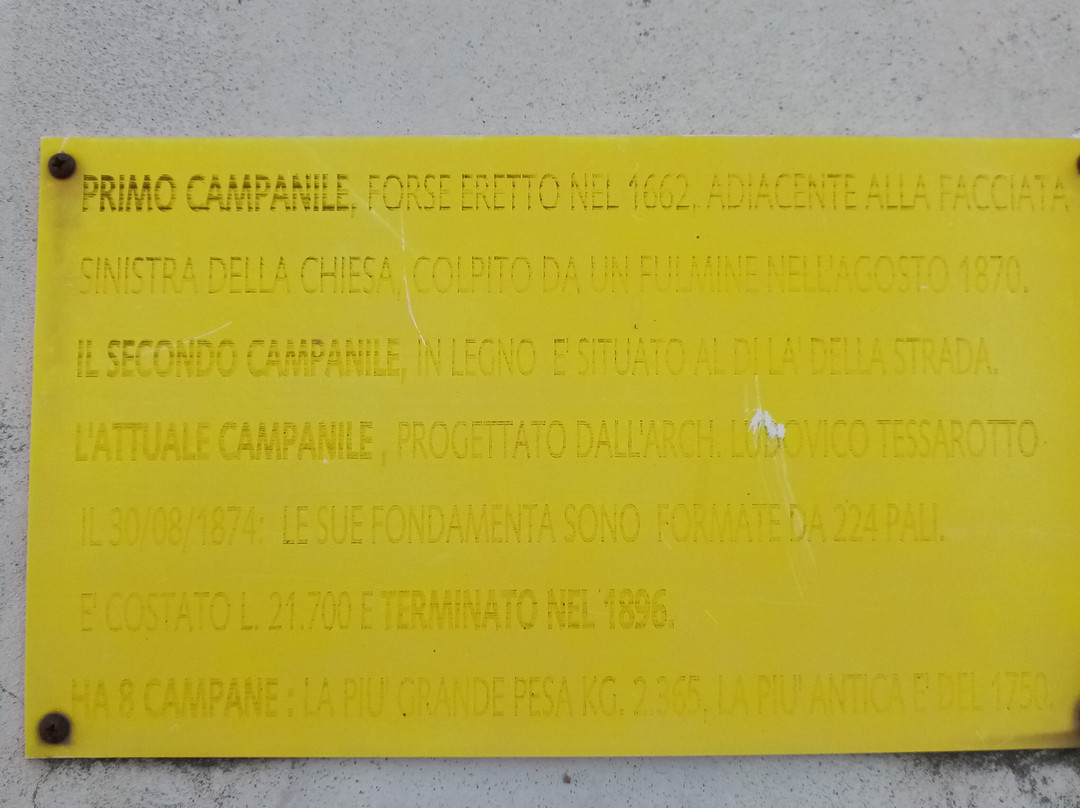 PRIMO CAMPANILE, FORSE ERETTO NEL 1662, ADIACENTE ALLA FACCIATA
SINISTRA DELLA CHIESA, COLPITO DA UN FULMINE NELL'AGOSTO 1870.
IL SECONDO CAMPANILE, IN LEGNO E' SITUATO AL DI LA' DELLA STRADA.
L'ATTUALE CAMPANILE , PROGETTATO DALL'ARCH. LUDOVICO TESSAROTTO
IL 30/08/1874: LE SUE FONDAMENTA SONO FORMATE DA 224 PALI.
E' COSTATO L. 21.700 E TERMINATO NEL 1896.
HA 8 CAMPANE : LA PIU' GRANDE PESA KG. 2.365, LA PIU' ANTICA E' DEL 1750.